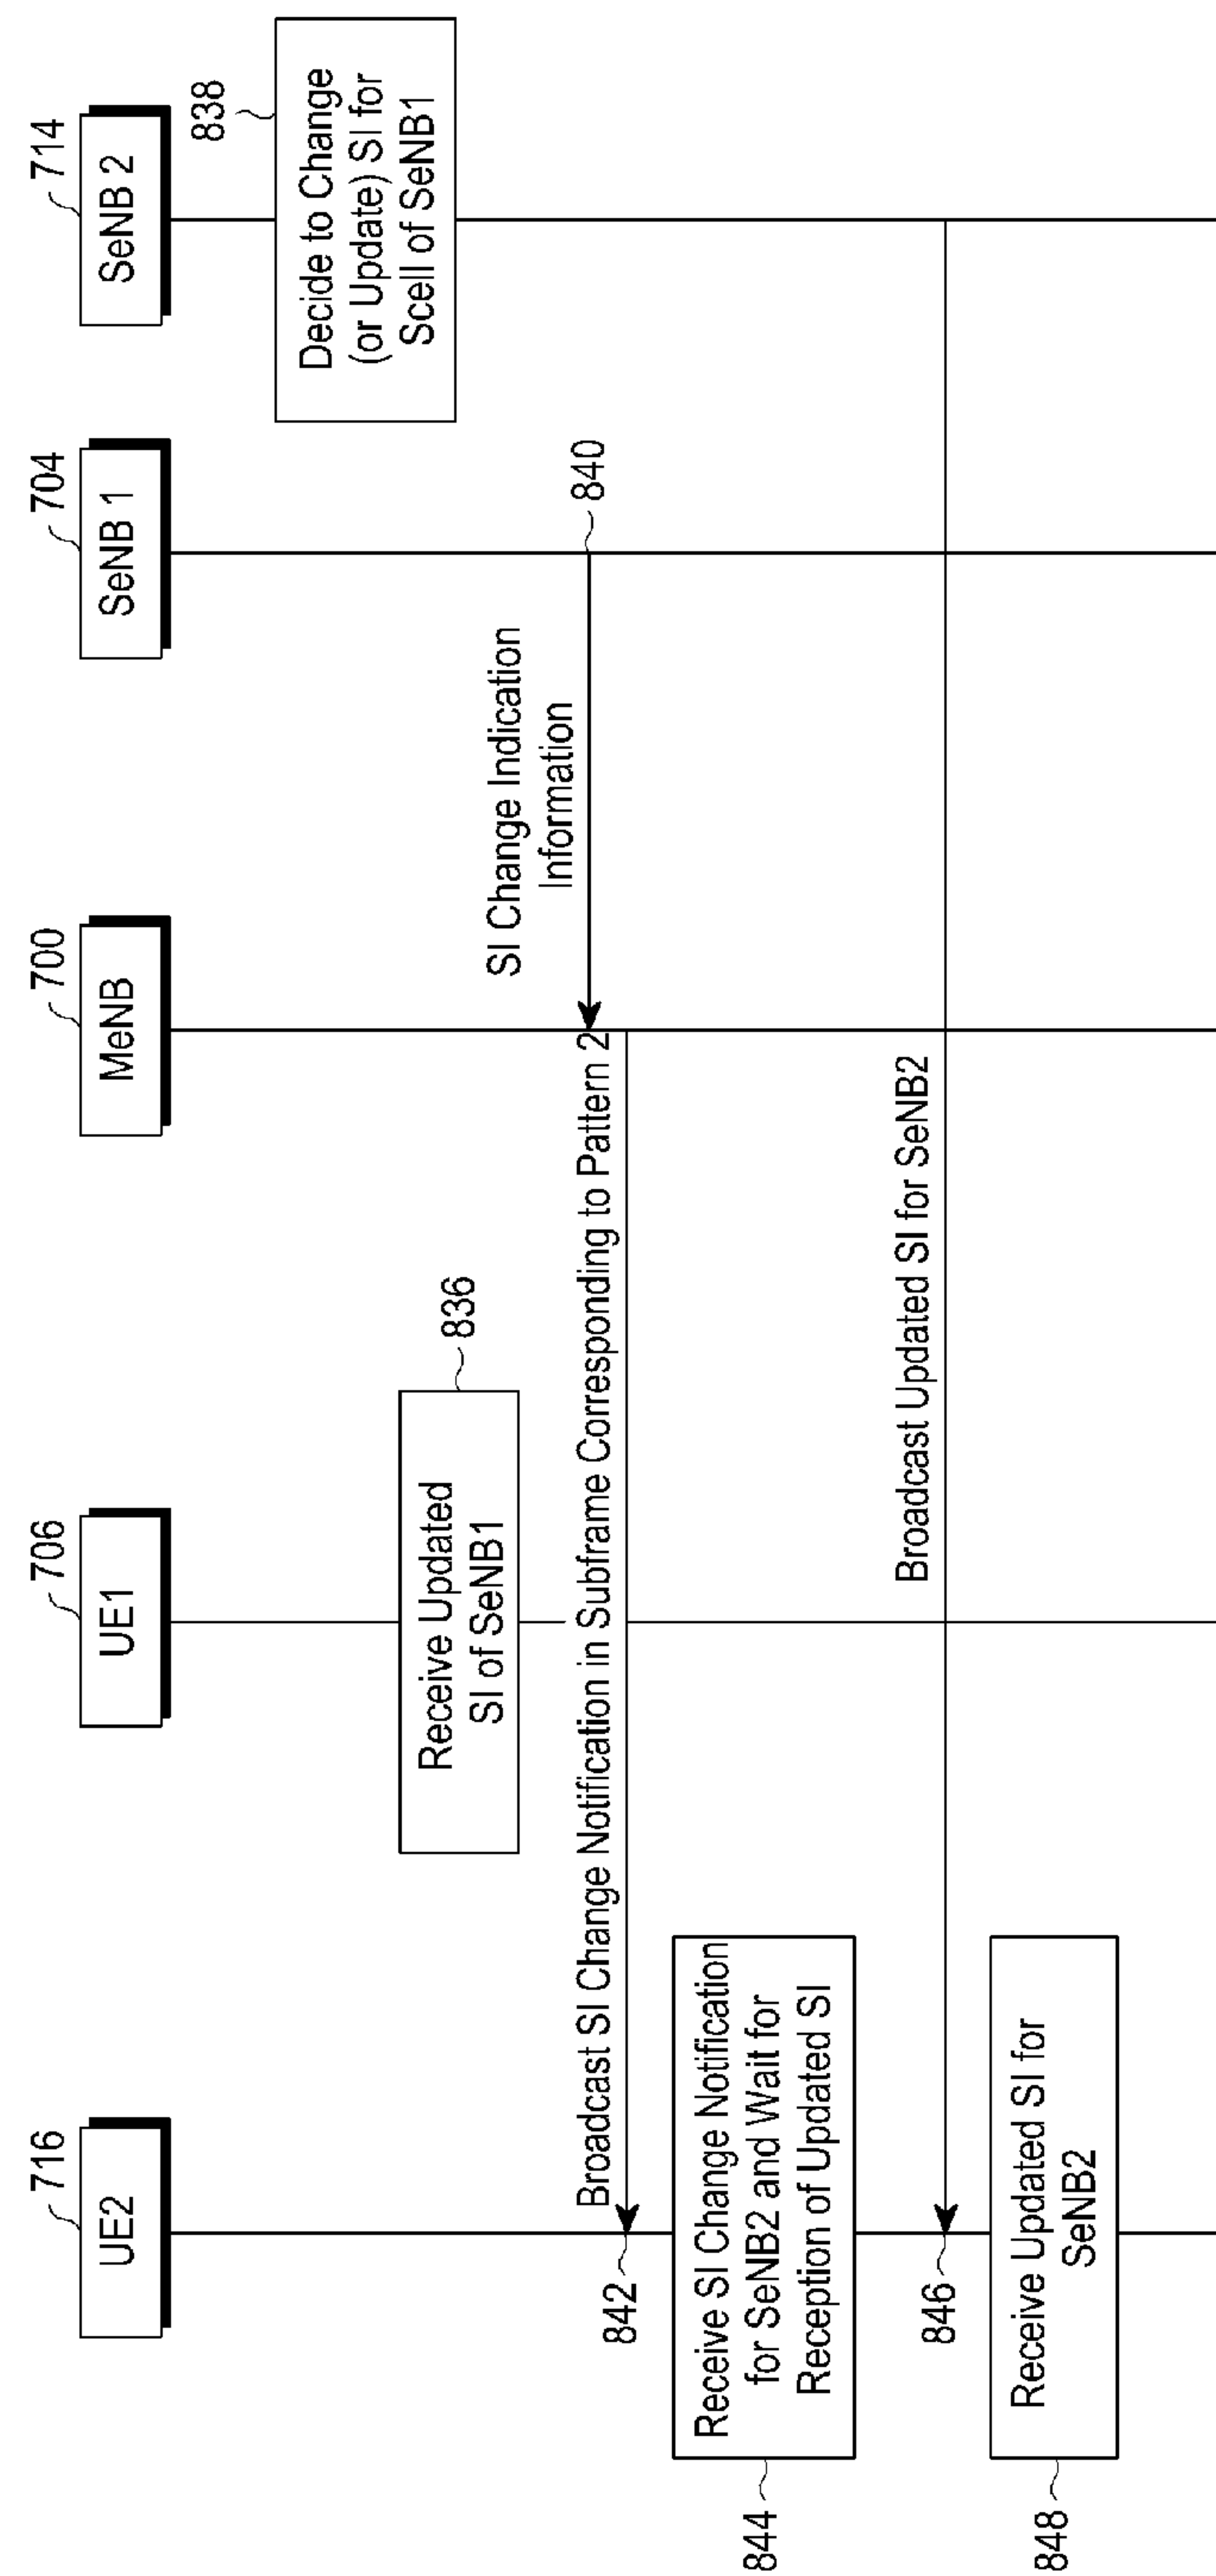 716
UE2
706
UE1
700
MeNB
704
SeNB 1
714
SeNB 2
838
Decide to Change
(or Update) SI for
Scell of SeNB1
Receive Updated
SI of SeNB1
836
SI Change Indication
Information
840
Broadcast SI Change Notification in Subframe Corresponding to Pattern 2
842
Receive SI Change Notification
for SeNB2 and Wait for
Reception of Updated SI
844
Broadcast Updated SI for SeNB2
846
Receive Updated SI for
SeNB2
848